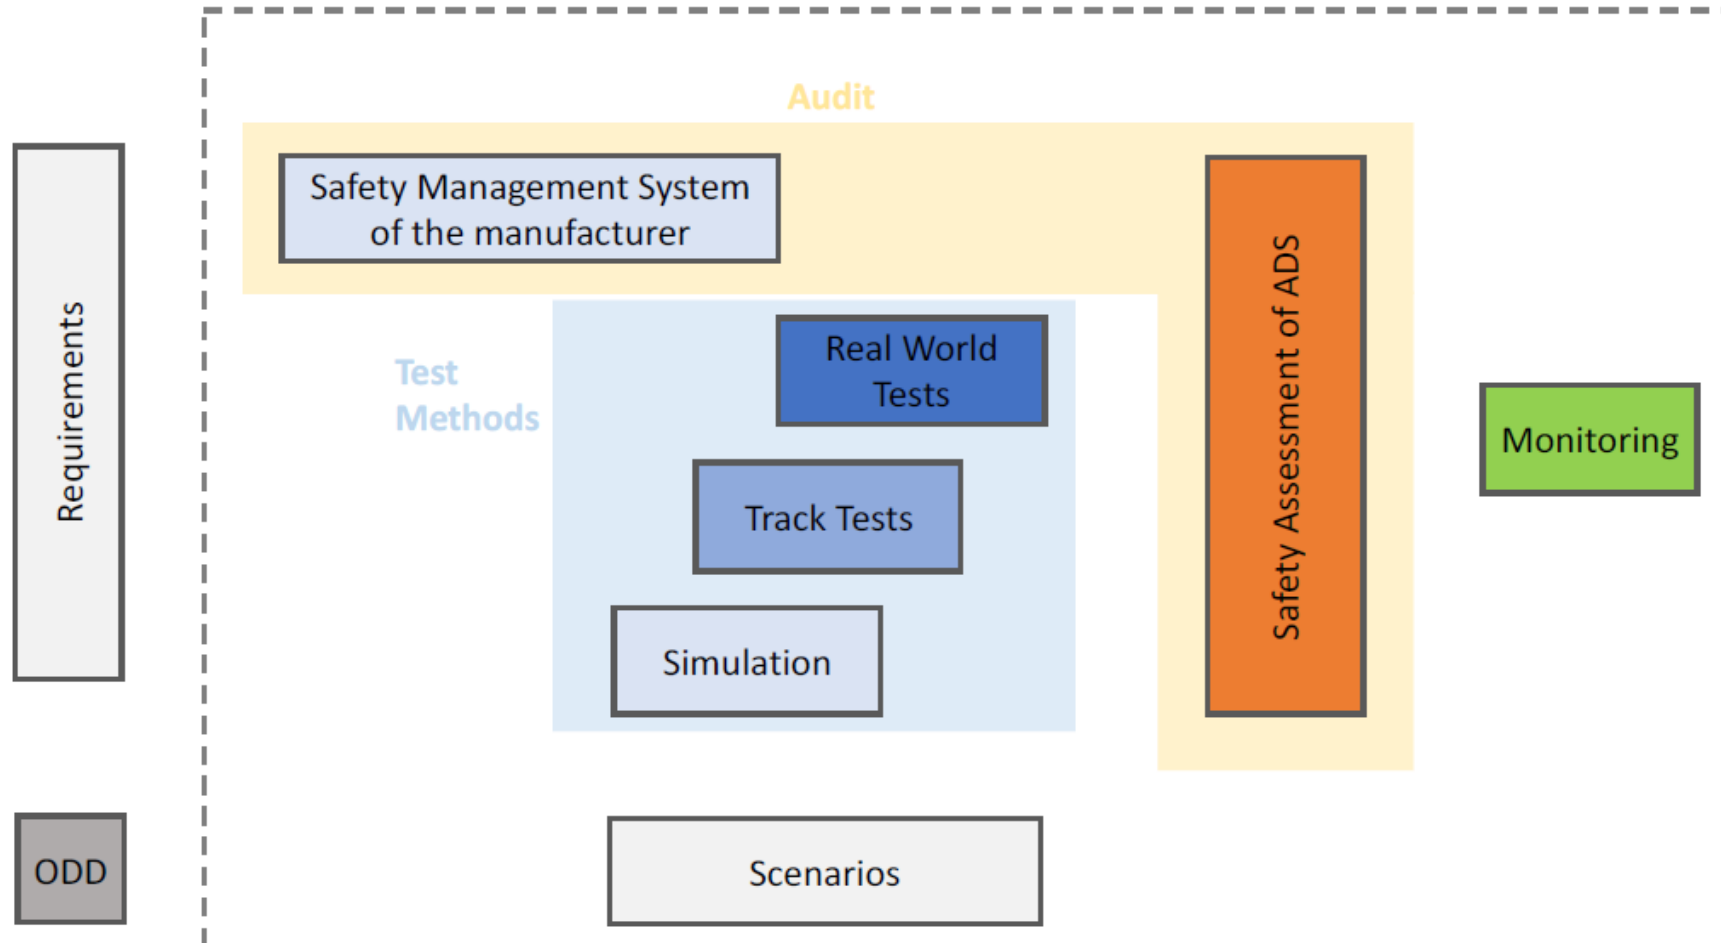 Audit
Safety Management System
of the manufacturer
Requirements
Test
Methods
Real World
Tests
Track Tests
Simulation
Safety Assessment of ADS
Monitoring
ODD
Scenarios